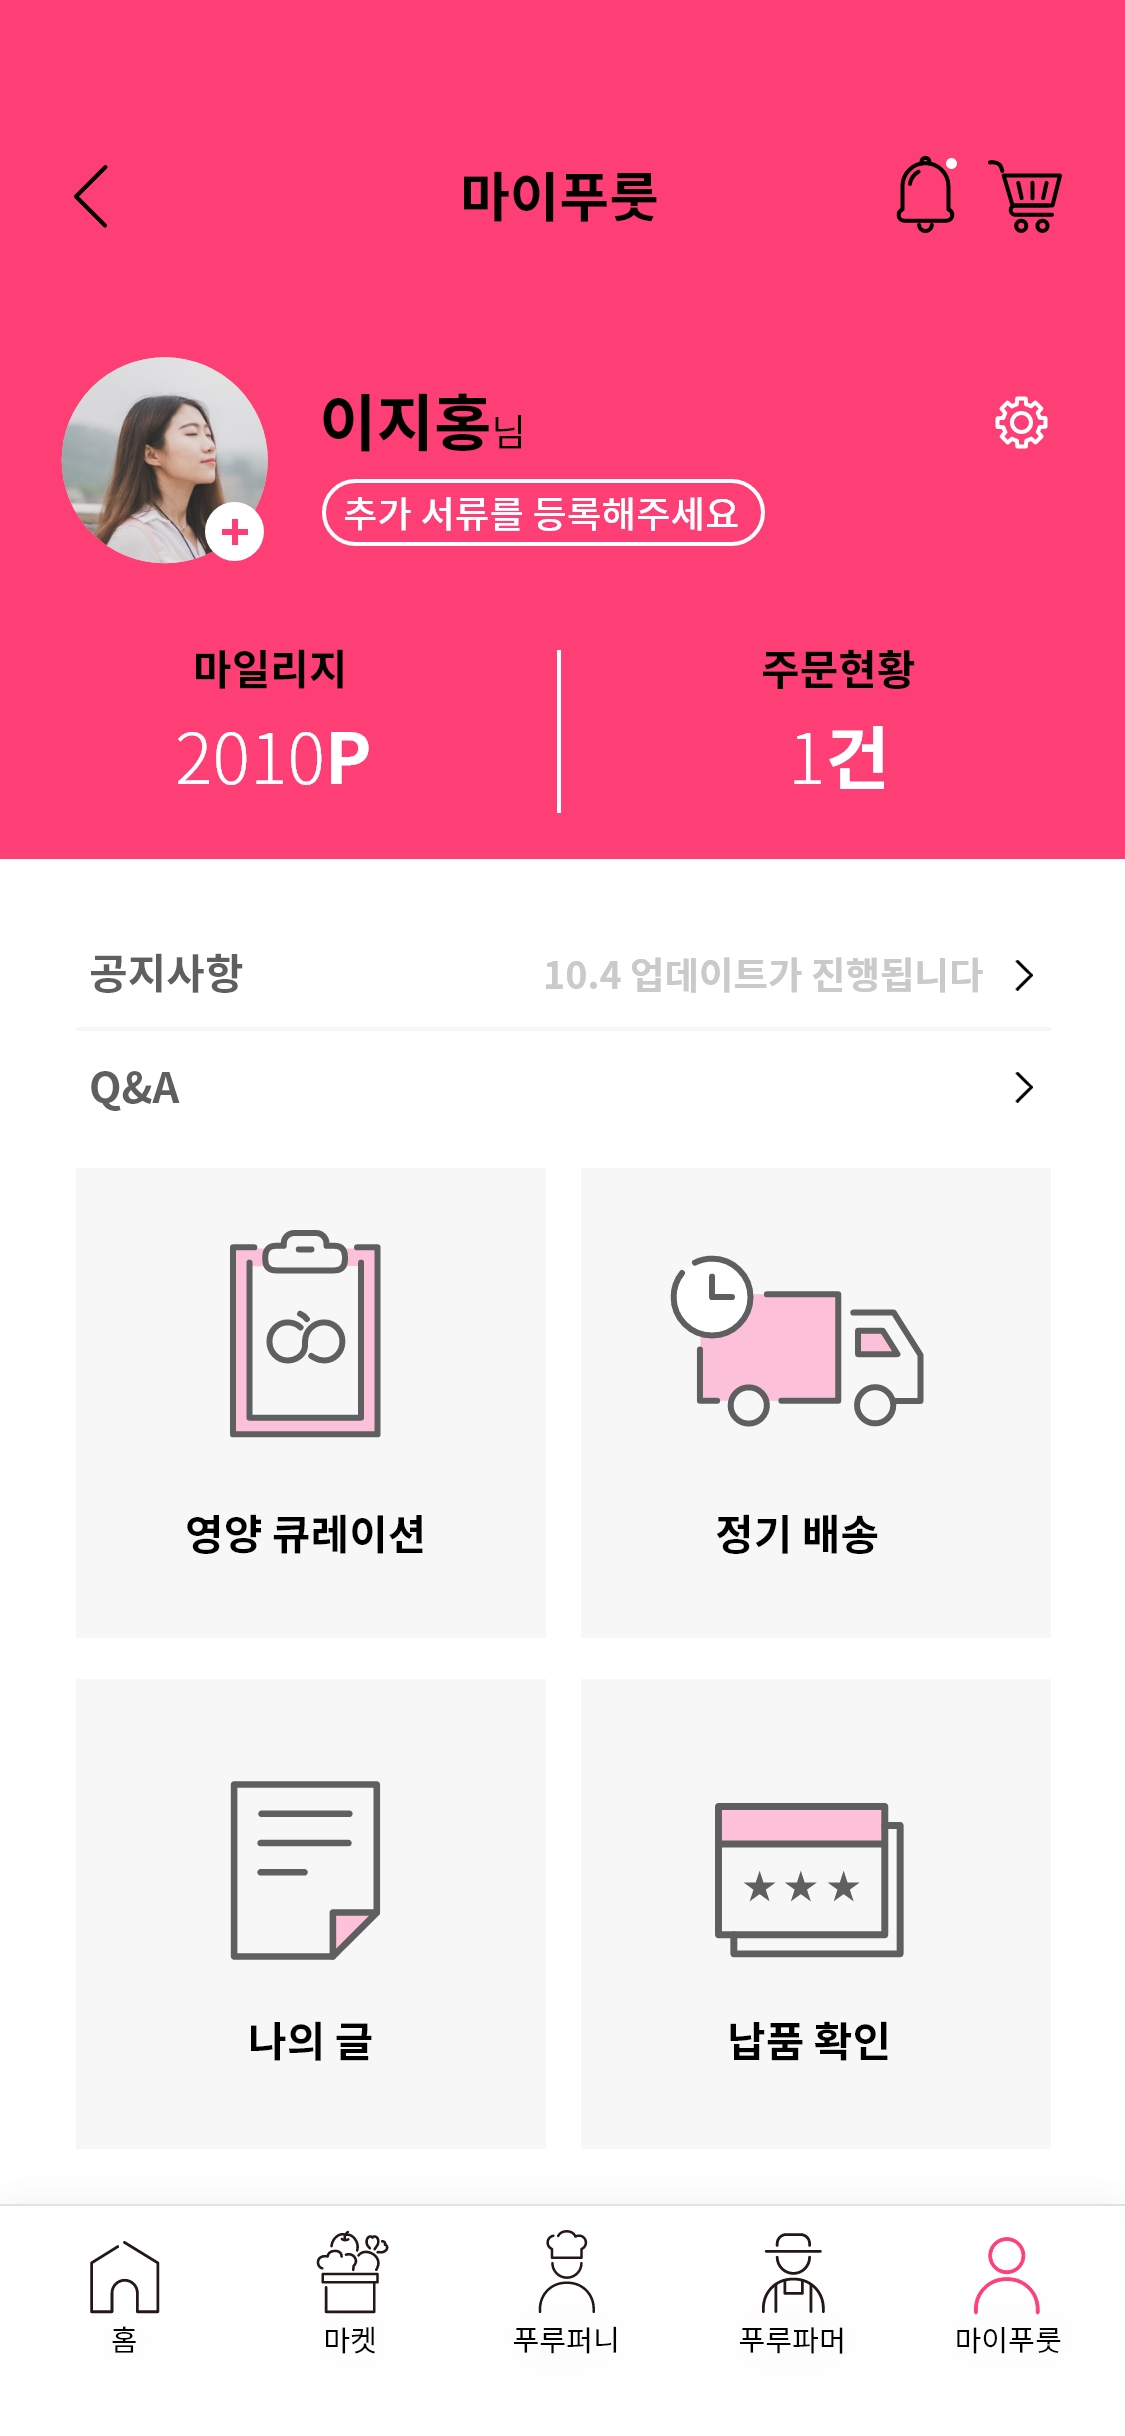 마이푸룻
이지홍님
추가 서류를 등록해주세요
마일리지
2010P
주문현황
1건
공지사항
10.4 업데이트가 진행됩니다
Q&A
영양 큐레이션
정기 배송
나의 글
납품 확인
홈
마켓
푸루퍼니
푸루파머
마이푸룻